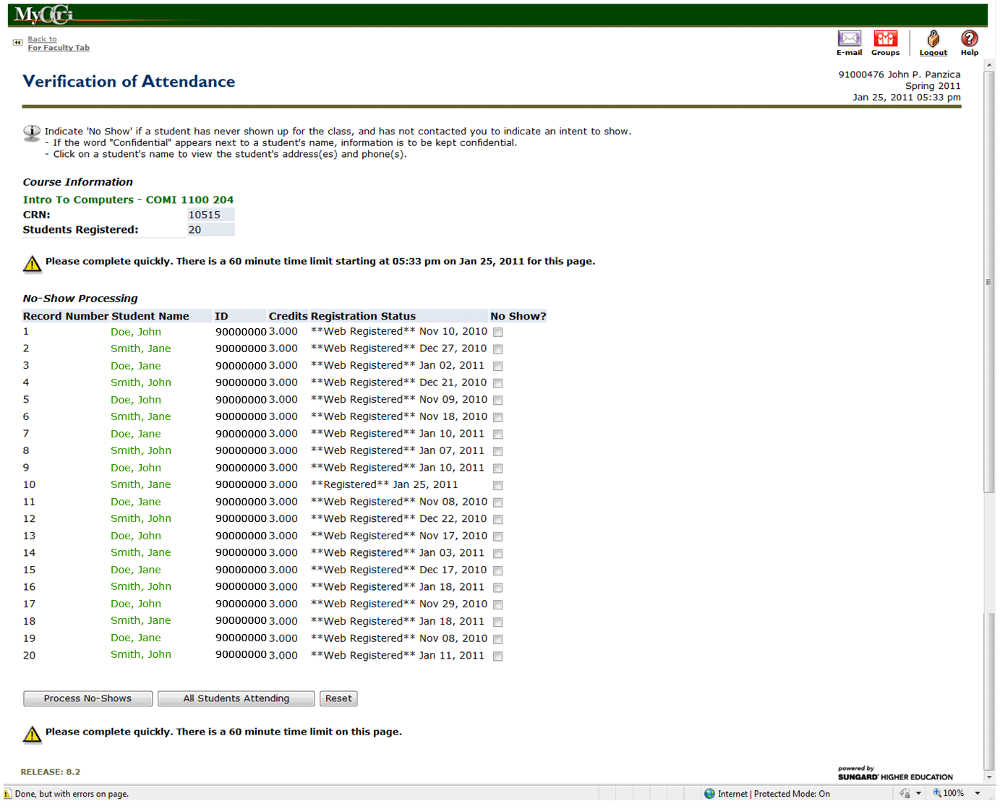 MyCCRI
Back to
For Faculty Tab
E-mail Groups Logout Help
Verification of Attendance
91000476 John P. Panzica
Spring 2011
Jan 25, 2011 05:33 pm
Indicate 'No Show' if a student has never shown up for the class, and has not contacted you to indicate an intent to show.
- If the word "Confidential" appears next to a student's name, information is to be kept confidential.
- Click on a student's name to view the student's address(es) and phone(s).
Course Information
Intro To Computers - COMI 1100 204
CRN: 10515
Students Registered: 20
Please complete quickly. There is a 60 minute time limit starting at 05:33 pm on Jan 25, 2011 for this page.
No-Show Processing
Record Number Student Name ID Credits Registration Status No Show?
1 Doe, John 90000000 3.000 **Web Registered** Nov 10, 2010
2 Smith, Jane 90000000 3.000 **Web Registered** Dec 27, 2010
3 Doe, Jane 90000000 3.000 **Web Registered** Jan 02, 2011
4 Smith, John 90000000 3.000 **Web Registered** Dec 21, 2010
5 Doe, John 90000000 3.000 **Web Registered** Nov 09, 2010
6 Smith, Jane 90000000 3.000 **Web Registered** Nov 18, 2010
7 Doe, Jane 90000000 3.000 **Web Registered** Jan 10, 2011
8 Smith, John 90000000 3.000 **Web Registered** Jan 07, 2011
9 Doe, John 90000000 3.000 **Web Registered** Jan 10, 2011
10 Smith, Jane 90000000 3.000 **Registered** Jan 25, 2011
11 Doe, Jane 90000000 3.000 **Web Registered** Nov 08, 2010
12 Smith, John 90000000 3.000 **Web Registered** Dec 22, 2010
13 Doe, John 90000000 3.000 **Web Registered** Nov 17, 2010
14 Smith, Jane 90000000 3.000 **Web Registered** Jan 03, 2011
15 Doe, Jane 90000000 3.000 **Web Registered** Dec 17, 2010
16 Smith, John 90000000 3.000 **Web Registered** Jan 18, 2011
17 Doe, John 90000000 3.000 **Web Registered** Nov 29, 2010
18 Smith, Jane 90000000 3.000 **Web Registered** Jan 18, 2011
19 Doe, Jane 90000000 3.000 **Web Registered** Nov 08, 2010
20 Smith, John 90000000 3.000 **Web Registered** Jan 11, 2011
Process No-Shows All Students Attending Reset
Please complete quickly. There is a 60 minute time limit on this page.
RELEASE: 8.2
powered by
SUNGARD HIGHER EDUCATION
Done, but with errors on page. Internet | Protected Mode: On 100%